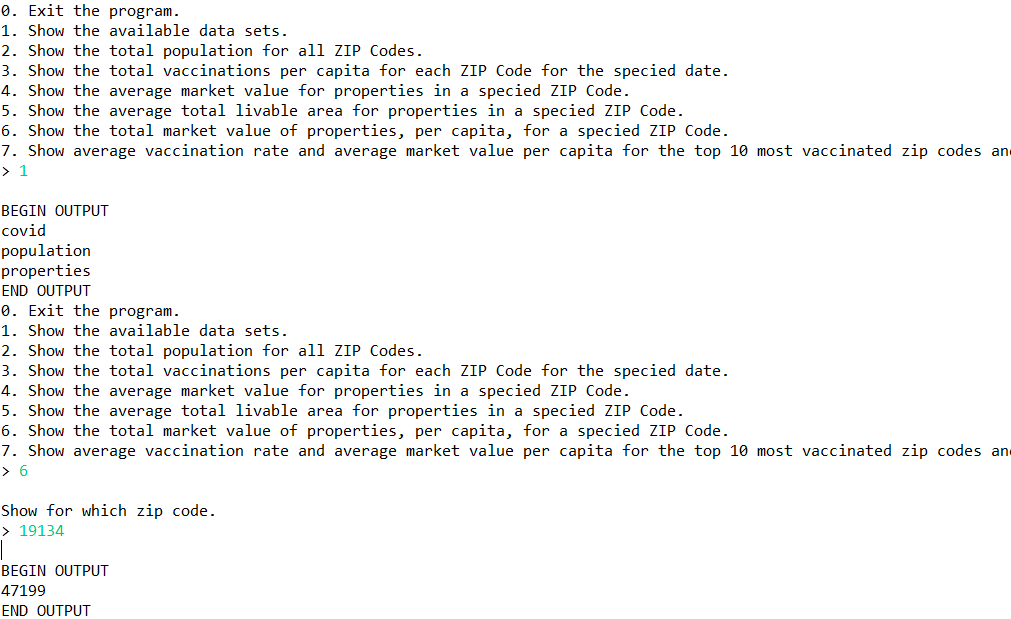 0. Exit the program.
1. Show the available data sets.
2. Show the total population for all ZIP Codes.
3. Show the total vaccinations per capita for each ZIP Code for the specied date.
4. Show the average market value for properties in a specied ZIP Code.
5. Show the average total livable area for properties in a specied ZIP Code.
6. Show the total market value of properties, per capita, for a specied ZIP Code.
7. Show average vaccination rate and average market value per capita for the top 10 most vaccinated zip codes
> 1
BEGIN OUTPUT
covid
population
properties
END OUTPUT
0. Exit the program.
1. Show the available data sets.
2. Show the total population for all ZIP Codes.
3. Show the total vaccinations per capita for each ZIP Code for the specied date.
4. Show the average market value for properties in a specied ZIP Code.
5. Show the average total livable area for properties in a specied ZIP Code.
6. Show the total market value of properties, per capita, for a specied ZIP Code.
7. Show average vaccination rate and average market value per capita for the top 10 most vaccinated zip codes
> 6
Show for which zip code.
> 19134
BEGIN OUTPUT
47199
END OUTPUT